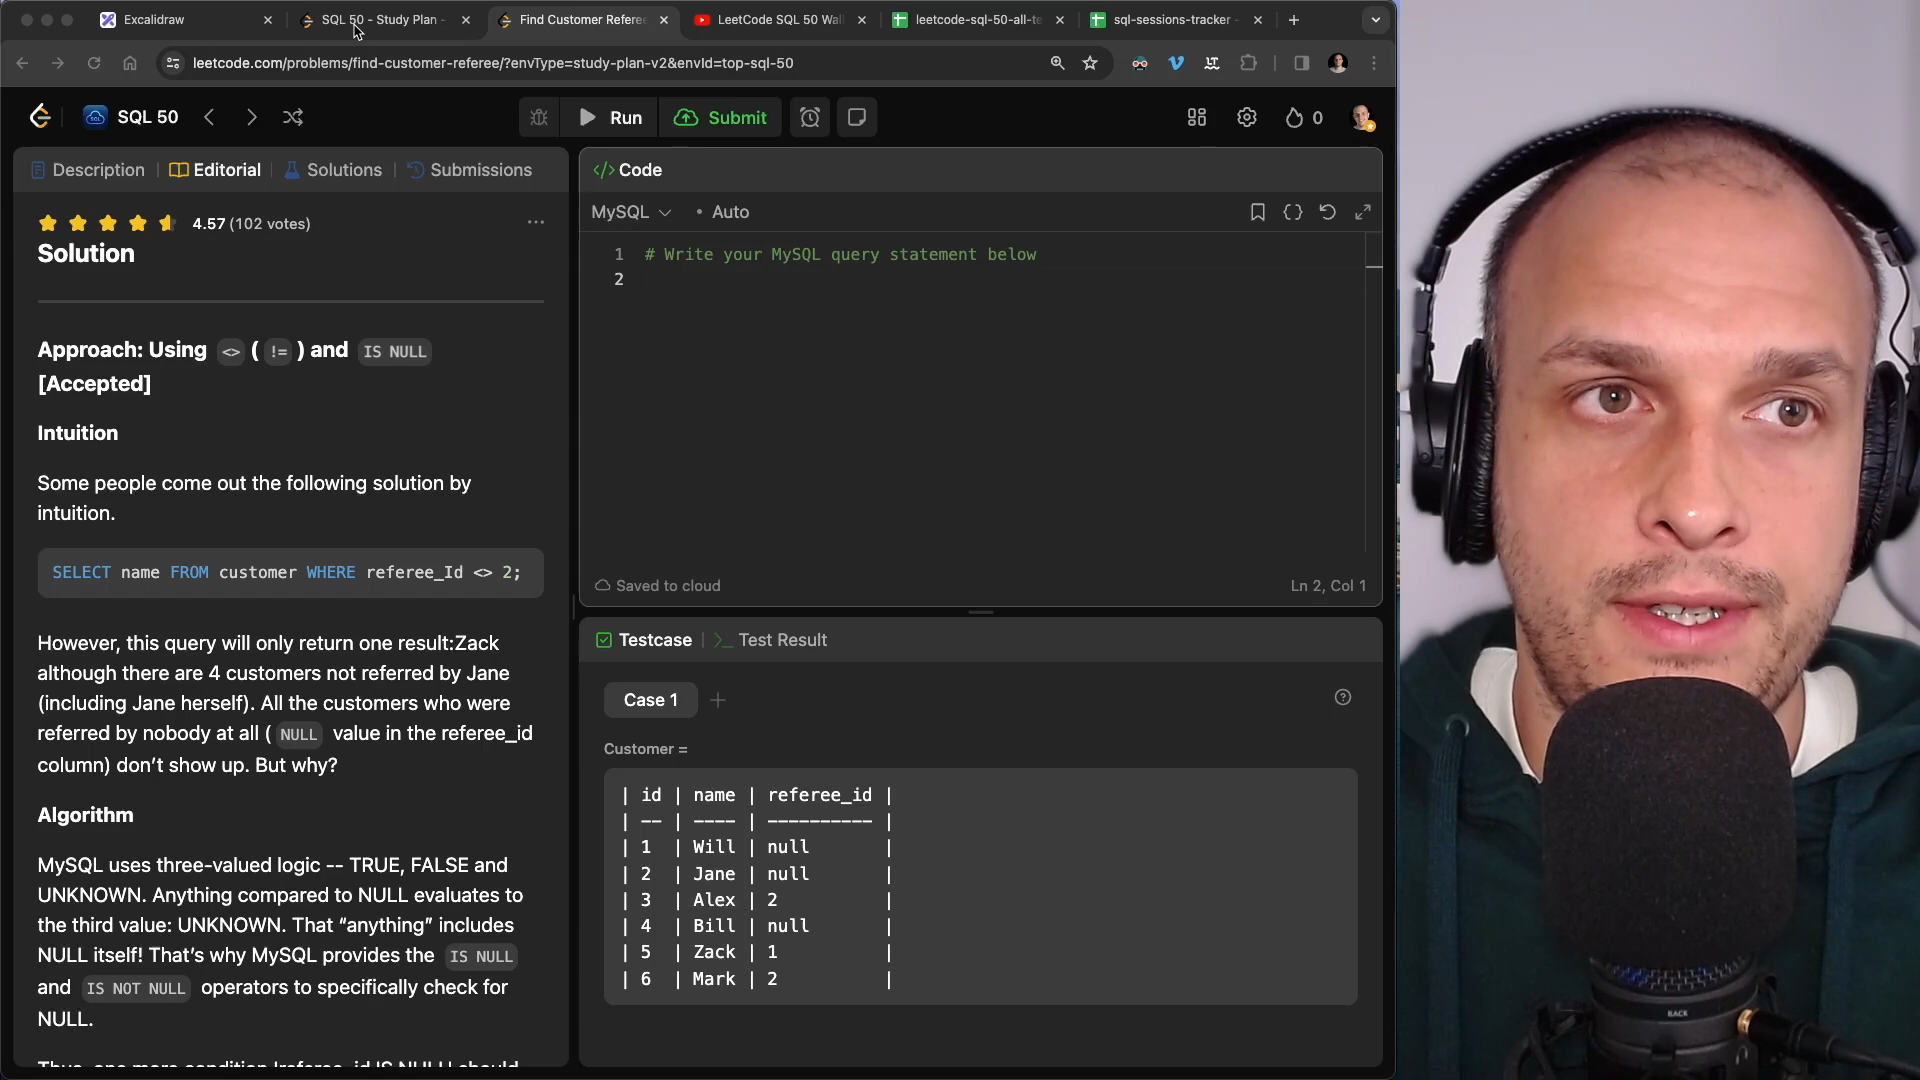 Excalidraw
SQL 50 - Study Plan -
Find Customer Refere
LeetCode SQL 50 Wal
leetcode-sql-50-all-te
sql-sessions-tracker -
leetcode.com/problems/find-customer-referee/?envType=study-plan-v2&envId=top-sql-50
SQL 50
Run
Submit
0
Description
Editorial
Solutions
Submissions
4.57 (102 votes)
Solution
Approach: Using <> ( != ) and IS NULL
[Accepted]
Intuition
Some people come out the following solution by
intuition.
SELECT name FROM customer WHERE referee_Id <> 2;
However, this query will only return one result:Zack
although there are 4 customers not referred by Jane
(including Jane herself). All the customers who were
referred by nobody at all ( NULL value in the referee_id
column) don’t show up. But why?
Algorithm
MySQL uses three-valued logic -- TRUE, FALSE and
UNKNOWN. Anything compared to NULL evaluates to
the third value: UNKNOWN. That “anything” includes
NULL itself! That’s why MySQL provides the IS NULL
and IS NOT NULL operators to specifically check for
NULL.
</> Code
MySQL • Auto
1 # Write your MySQL query statement below
2
Saved to cloud
Ln 2, Col 1
Testcase
>_ Test Result
Case 1 +
Customer =
| id | name | referee_id |
| -- | ---- | ---------- |
| 1 | Will | null |
| 2 | Jane | null |
| 3 | Alex | 2 |
| 4 | Bill | null |
| 5 | Zack | 1 |
| 6 | Mark | 2 |
BACK